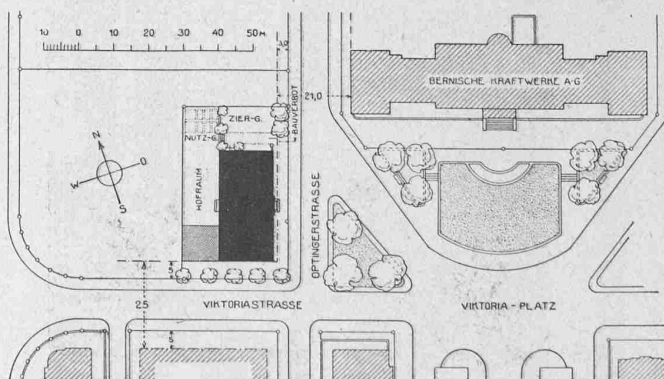 10 0 10 20 30 40 50 M.
BERNISCHE KRAFTWERKE A-G
21,0
BAUVERBOT
ZIER-G.
NUTZ-G.
HOFRAUM
N
O
W
S
OPTINGERSTRASSE
5
25
VIKTORIASTRASSE
VIKTORIA-PLATZ
5